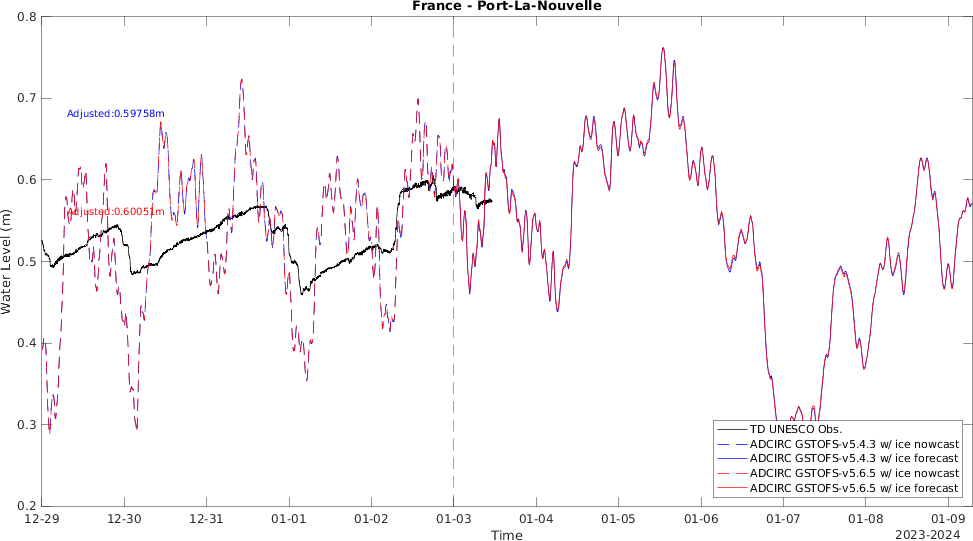 France - Port-La-Nouvelle
0.8
0.7
0.6
0.5
0.4
0.3
0.2
Water Level (m)
Adjusted:0.59758m
Adjusted:0.60051m
TD UNESCO Obs.
ADCIRC GSTOFS-v5.4.3 w/ ice nowcast
ADCIRC GSTOFS-v5.4.3 w/ ice forecast
ADCIRC GSTOFS-v5.6.5 w/ ice nowcast
ADCIRC GSTOFS-v5.6.5 w/ ice forecast
12-29 12-30 12-31 01-01 01-02 01-03 01-04 01-05 01-06 01-07 01-08 01-09
Time
2023-2024